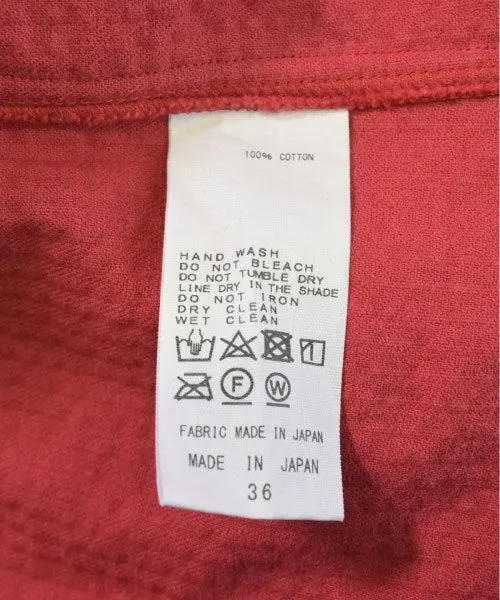 100% COTTON
HAND WASH
DO NOT BLEACH
DO NOT TUMBLE DRY
LINE DRY IN THE SHADE
DO NOT IRON
DRY CLEAN
WET CLEAN
F W
FABRIC MADE IN JAPAN
MADE IN JAPAN
36